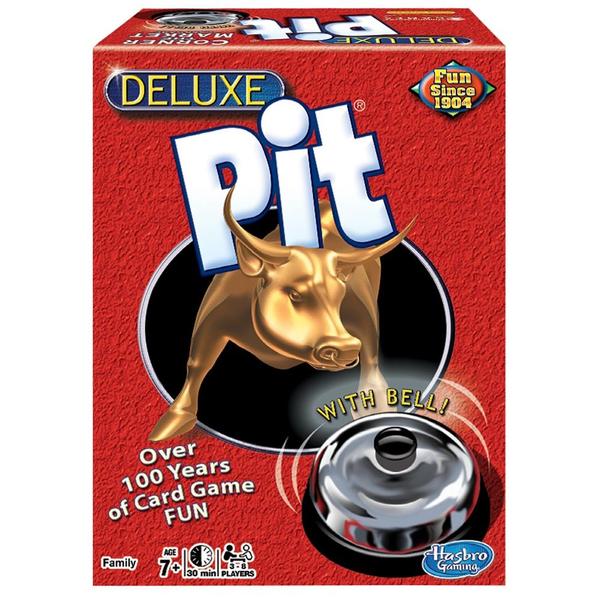 CORNER
MARKET
DELUXE
DELUXE
Fun
Since
1904
Pit®
WITH BELL!
Over
100 Years
of Card Game
FUN
Family
AGE
7+
30 min
3-8
PLAYERS
Hasbro
Gaming